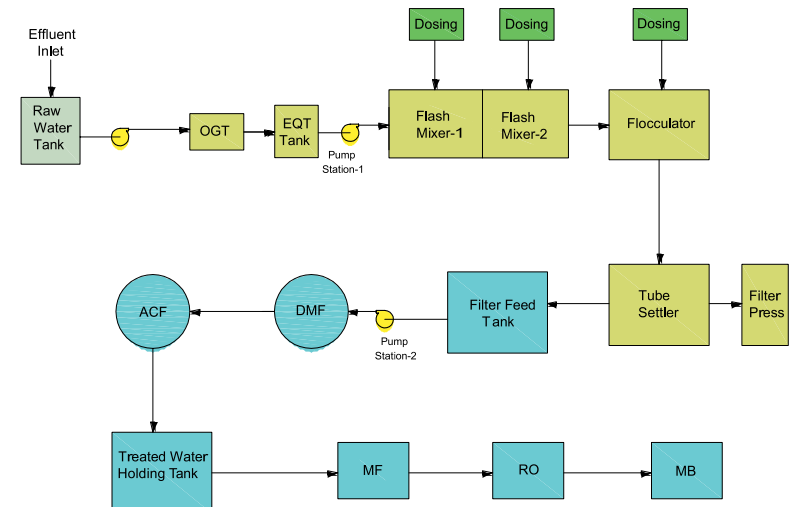 Effluent
Inlet
Dosing
Dosing
Dosing
Raw
Water
Tank
OGT
EQT
Tank
Pump
Station-1
Flash
Mixer-1
Flash
Mixer-2
Flocculator
ACF
DMF
Pump
Station-2
Filter Feed
Tank
Tube
Settler
Filter
Press
Treated Water
Holding Tank
MF
RO
MB